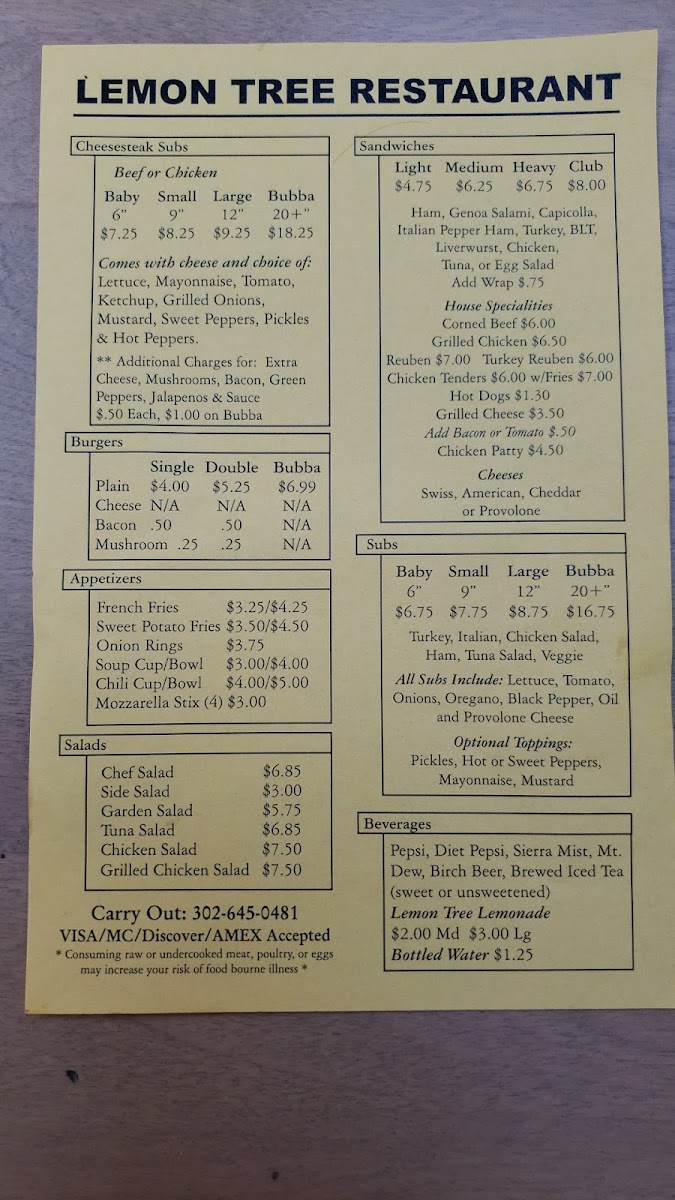 LEMON TREE RESTAURANT
Cheesesteak Subs
Beef or Chicken
Baby Small Large Bubba
6" 9" 12" 20+"
$7.25 $8.25 $9.25 $18.25
Comes with cheese and choice of:
Lettuce, Mayonnaise, Tomato,
Ketchup, Grilled Onions,
Mustard, Sweet Peppers, Pickles
& Hot Peppers.
** Additional Charges for: Extra
Cheese, Mushrooms, Bacon, Green
Peppers, Jalapenos & Sauce
$.50 Each, $1.00 on Bubba
Burgers
Single Double Bubba
Plain $4.00 $5.25 $6.99
Cheese N/A N/A N/A
Bacon .50 .50 N/A
Mushroom .25 .25 N/A
Appetizers
French Fries $3.25/$4.25
Sweet Potato Fries $3.50/$4.50
Onion Rings $3.75
Soup Cup/Bowl $3.00/$4.00
Chili Cup/Bowl $4.00/$5.00
Mozzarella Stix (4) $3.00
Salads
Chef Salad $6.85
Side Salad $3.00
Garden Salad $5.75
Tuna Salad $6.85
Chicken Salad $7.50
Grilled Chicken Salad $7.50
Carry Out: 302-645-0481
VISA/MC/Discover/AMEX Accepted
* Consuming raw or undercooked meat, poultry, or eggs
may increase your risk of food bourne illness *
Sandwiches
Light Medium Heavy Club
$4.75 $6.25 $6.75 $8.00
Ham, Genoa Salami, Capicolla,
Italian Pepper Ham, Turkey, BLT,
Liverwurst, Chicken,
Tuna, or Egg Salad
Add Wrap $.75
House Specialities
Corned Beef $6.00
Grilled Chicken $6.50
Reuben $7.00 Turkey Reuben $6.00
Chicken Tenders $6.00 w/Fries $7.00
Hot Dogs $1.30
Grilled Cheese $3.50
Add Bacon or Tomato $.50
Chicken Patty $4.50
Cheeses
Swiss, American, Cheddar
or Provolone
Subs
Baby Small Large Bubba
6" 9" 12" 20+"
$6.75 $7.75 $8.75 $16.75
Turkey, Italian, Chicken Salad,
Ham, Tuna Salad, Veggie
All Subs Include: Lettuce, Tomato,
Onions, Oregano, Black Pepper, Oil
and Provolone Cheese
Optional Toppings:
Pickles, Hot or Sweet Peppers,
Mayonnaise, Mustard
Beverages
Pepsi, Diet Pepsi, Sierra Mist, Mt.
Dew, Birch Beer, Brewed Iced Tea
(sweet or unsweetened)
Lemon Tree Lemonade
$2.00 Md $3.00 Lg
Bottled Water $1.25